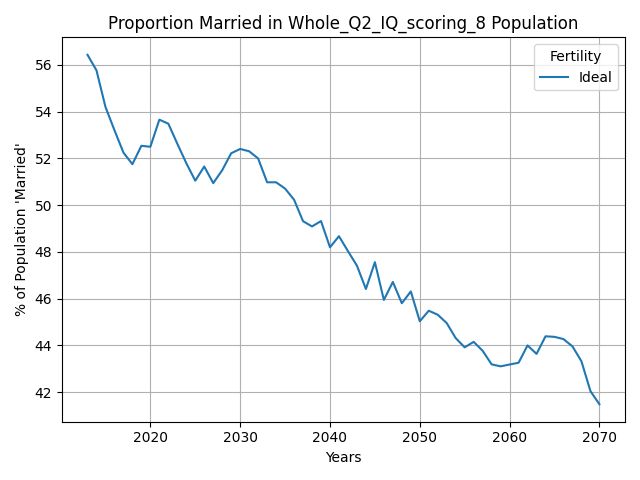 Proportion Married in Whole_Q2_IQ_scoring_8 Population
Fertility
Ideal
% of Population 'Married'
56
54
52
50
48
46
44
42
2020
2030
2040
2050
2060
2070
Years